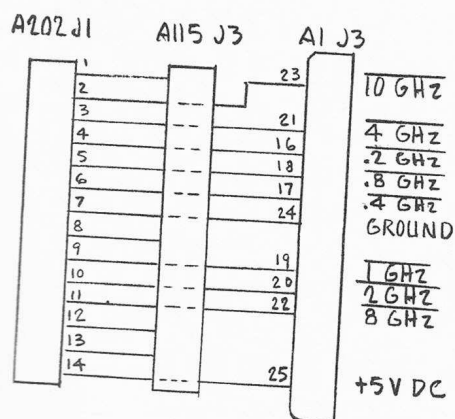 A202 J1 A115 J3 A1 J3
1
2
3
4
5
6
7
8
9
10
11
12
13
14
23
21
16
18
17
24
19
20
22
25
10 GHz
4 GHz
.2 GHz
.8 GHz
.4 GHz
GROUND
1 GHz
2 GHz
8 GHz
+5V DC